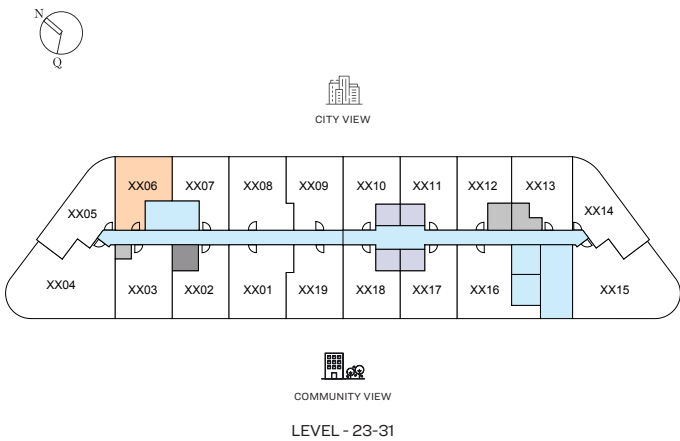 N
Q
CITY VIEW
XX06 XX07 XX08 XX09 XX10 XX11 XX12 XX13
XX05 XX14
XX04 XX03 XX02 XX01 XX19 XX18 XX17 XX16 XX15
COMMUNITY VIEW
LEVEL - 23-31